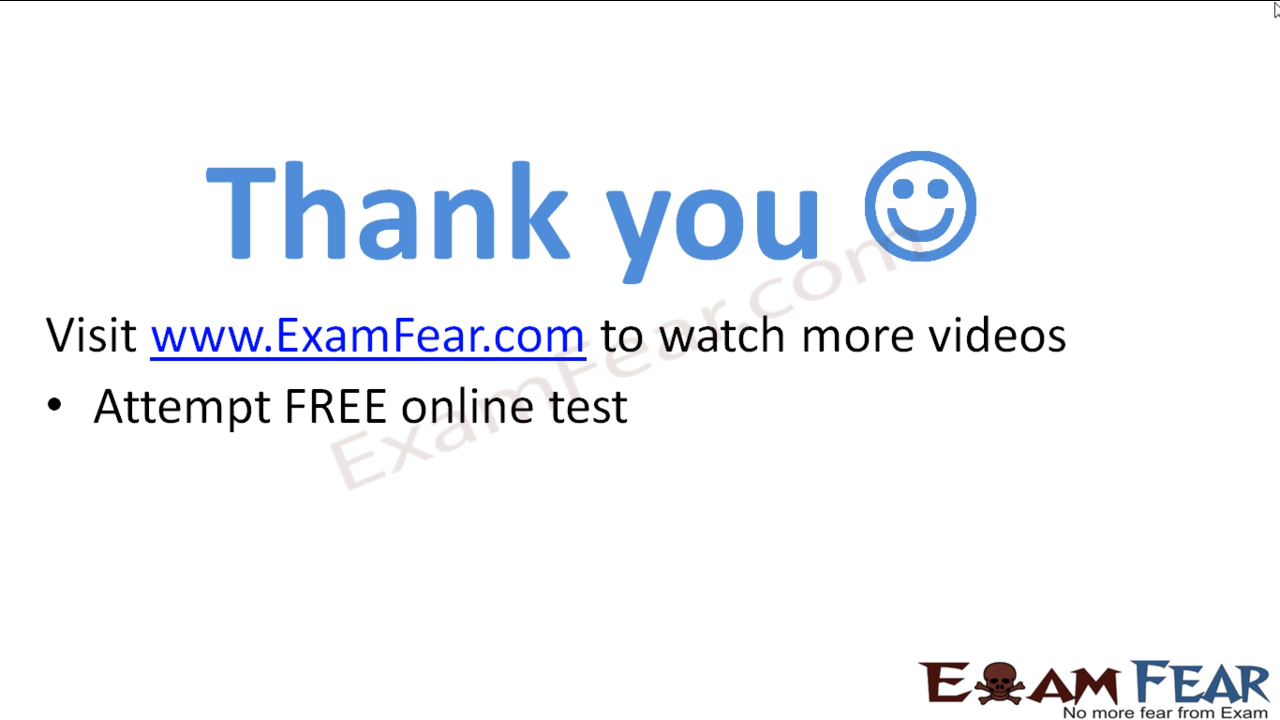 Thank you ☺
Visit www.ExamFear.com to watch more videos
• Attempt FREE online test
ExamFear.com
EXAM FEAR
No more fear from Exam